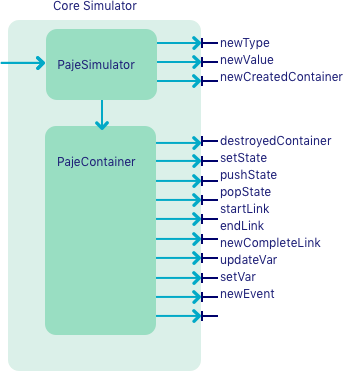 Core Simulator
PajeSimulator
newType
newValue
newCreatedContainer
PajeContainer
destroyedContainer
setState
pushState
popState
startLink
endLink
newCompleteLink
updateVar
setVar
newEvent